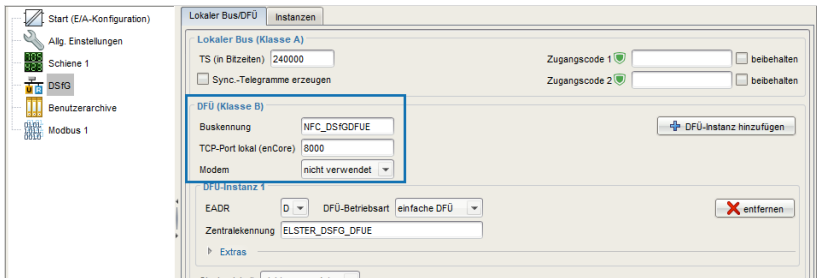 Start (E/A-Konfiguration)
Allg. Einstellungen
Schiene 1
DSfG
Benutzerarchive
Modbus 1
Lokaler Bus/DFÜ Instanzen
Lokaler Bus (Klasse A)
TS (in Bitzeiten) 240000 Zugangscode 1 beibehalten
Sync.-Telegramme erzeugen Zugangscode 2 beibehalten
DFÜ (Klasse B)
Buskennung NFC_DSfGDFUE DFÜ-Instanz hinzufügen
TCP-Port lokal (enCore) 8000
Modem nicht verwendet
DFÜ-Instanz 1
EADR D DFÜ-Betriebsart einfache DFÜ entfernen
Zentralekennung ELSTER_DSFG_DFUE
Extras